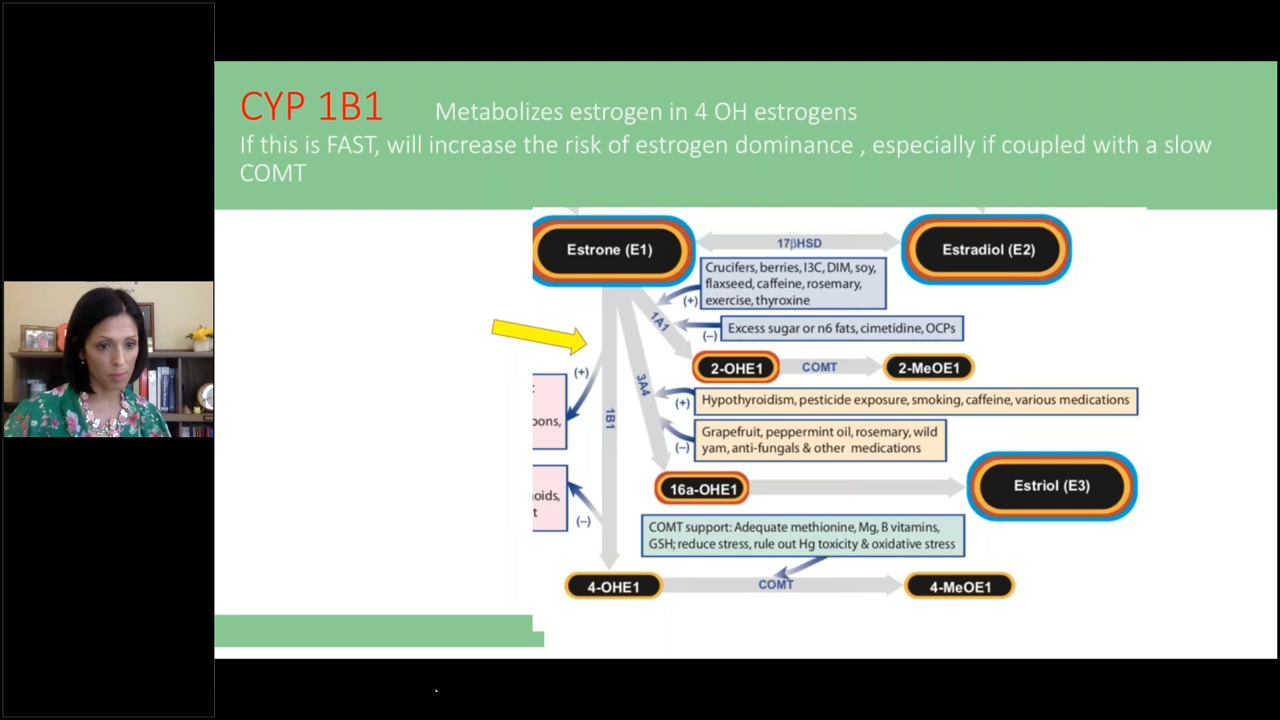 CYP 1B1 Metabolizes estrogen in 4 OH estrogens
If this is FAST, will increase the risk of estrogen dominance , especially if coupled with a slow
COMT
Estrone (E1)
17βHSD
Estradiol (E2)
Crucifers, berries, I3C, DIM, soy,
flaxseed, caffeine, rosemary,
exercise, thyroxine
(+)
1A1
Excess sugar or n6 fats, cimetidine, OCPs
(–)
2-OHE1
COMT
2-MeOE1
(+)
:
bons,
3A4
(+)
Hypothyroidism, pesticide exposure, smoking, caffeine, various medications
1B1
Grapefruit, peppermint oil, rosemary, wild
yam, anti-fungals & other medications
(–)
oids,
t
(–)
16a-OHE1
Estriol (E3)
COMT support: Adequate methionine, Mg, B vitamins,
GSH; reduce stress, rule out Hg toxicity & oxidative stress
4-OHE1
COMT
4-MeOE1